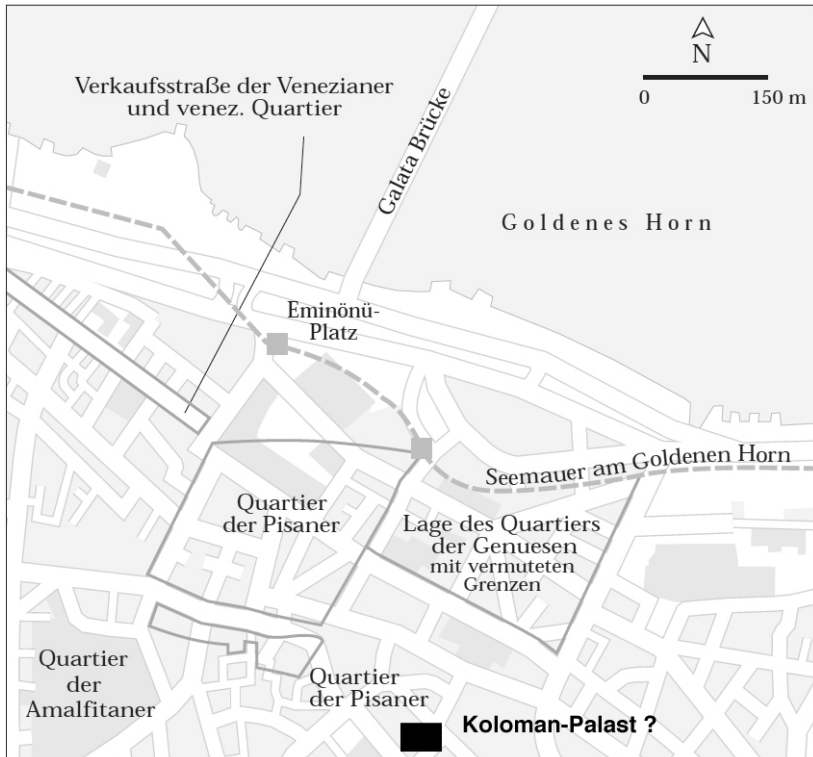 N
0 150 m
Verkaufsstraße der Venezianer
und venez. Quartier
Galata Brücke
Goldenes Horn
Eminönü-
Platz
Seemauer am Goldenen Horn
Quartier
der Pisaner
Lage des Quartiers
der Genuesen
mit vermuteten
Grenzen
Quartier
der
Amalfitaner
Quartier
der Pisaner
Koloman-Palast ?